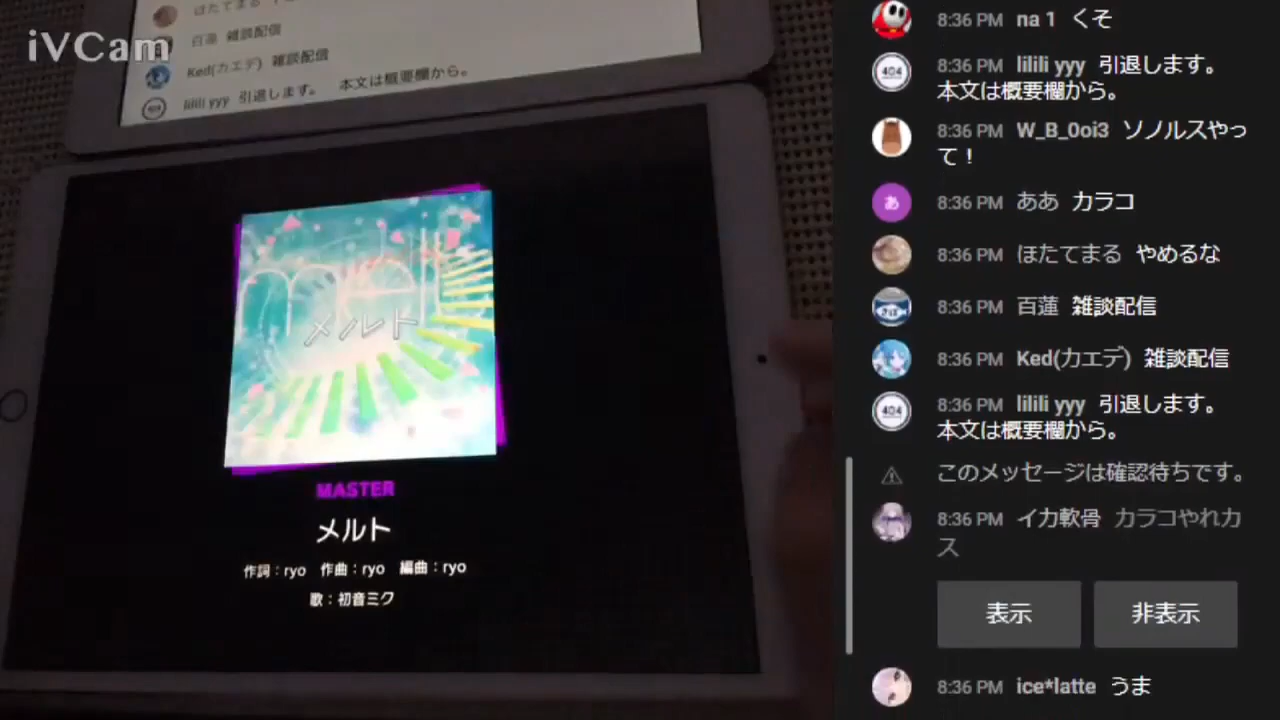 iVCam
ほたてまる
百蓮 雑談配信
Ked(カエデ) 雑談配信
lilili yyy 引退します。 本文は概要欄から。
melt
メルト
MASTER
メルト
作詞：ryo 作曲：ryo 編曲：ryo
歌：初音ミク
8:36 PM na 1 くそ
404
8:36 PM lilili yyy 引退します。
本文は概要欄から。
8:36 PM W_B_0oi3 ソノルスやっ
て！
あ
8:36 PM ああ カラコ
8:36 PM ほたてまる やめるな
さば
8:36 PM 百蓮 雑談配信
8:36 PM Ked(カエデ) 雑談配信
404
8:36 PM lilili yyy 引退します。
本文は概要欄から。
このメッセージは確認待ちです。
8:36 PM イカ軟骨 カラコやれカ
ス
表示 非表示
8:36 PM ice*latte うま